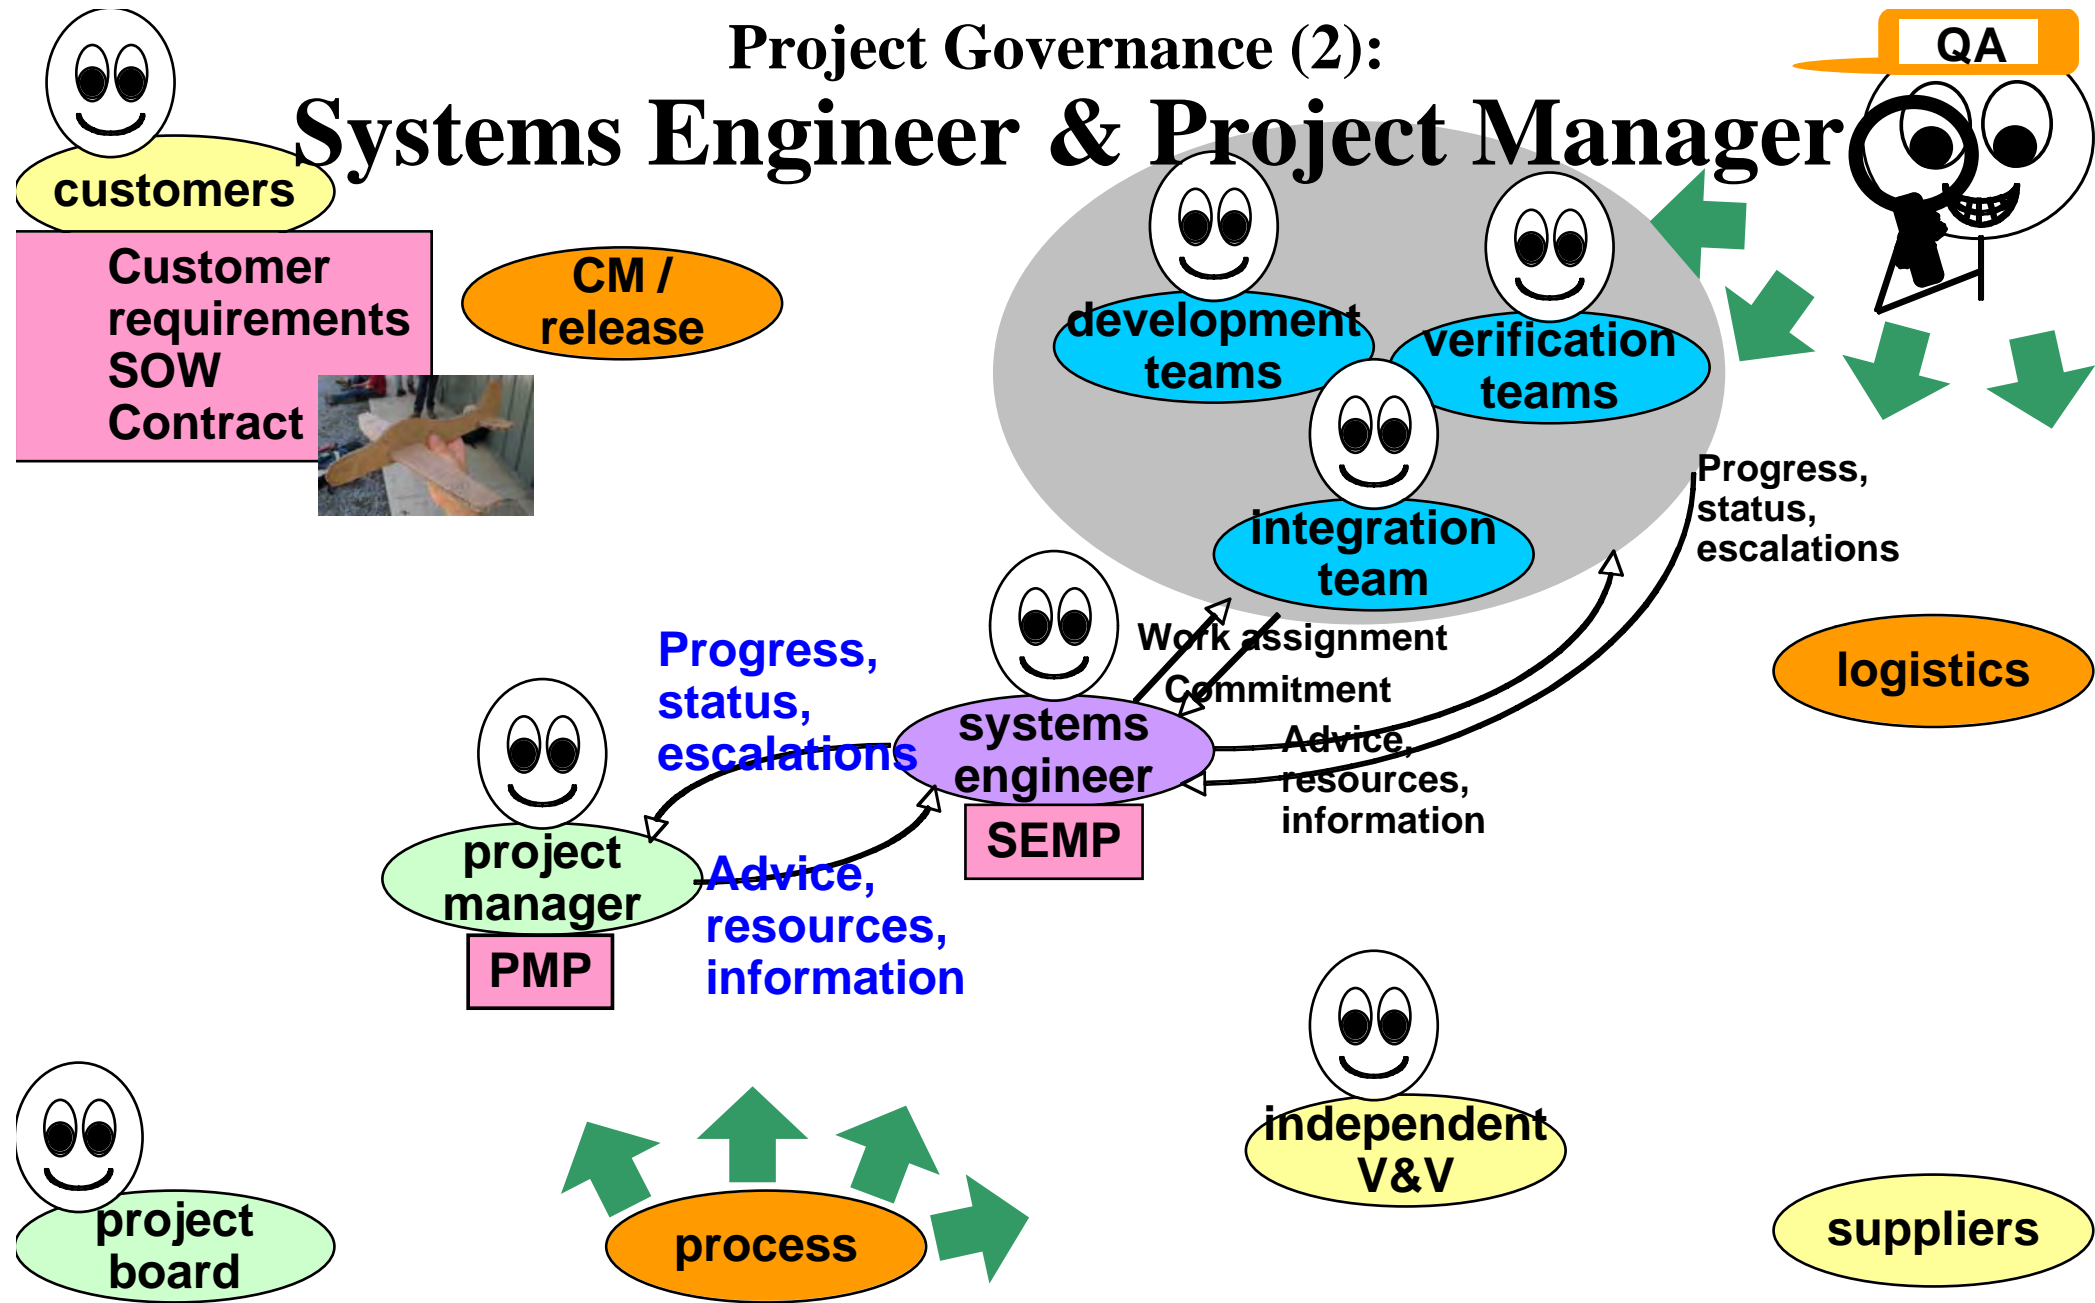 Project Governance (2):
Systems Engineer & Project Manager
QA
customers
Customer
requirements
SOW
Contract
CM /
release
development
teams
verification
teams
integration
team
Progress,
status,
escalations
Work assignment
Commitment
Advice,
resources,
information
logistics
Progress,
status,
escalations
systems
engineer
SEMP
project
manager
PMP
Advice,
resources,
information
independent
V&V
project
board
process
suppliers